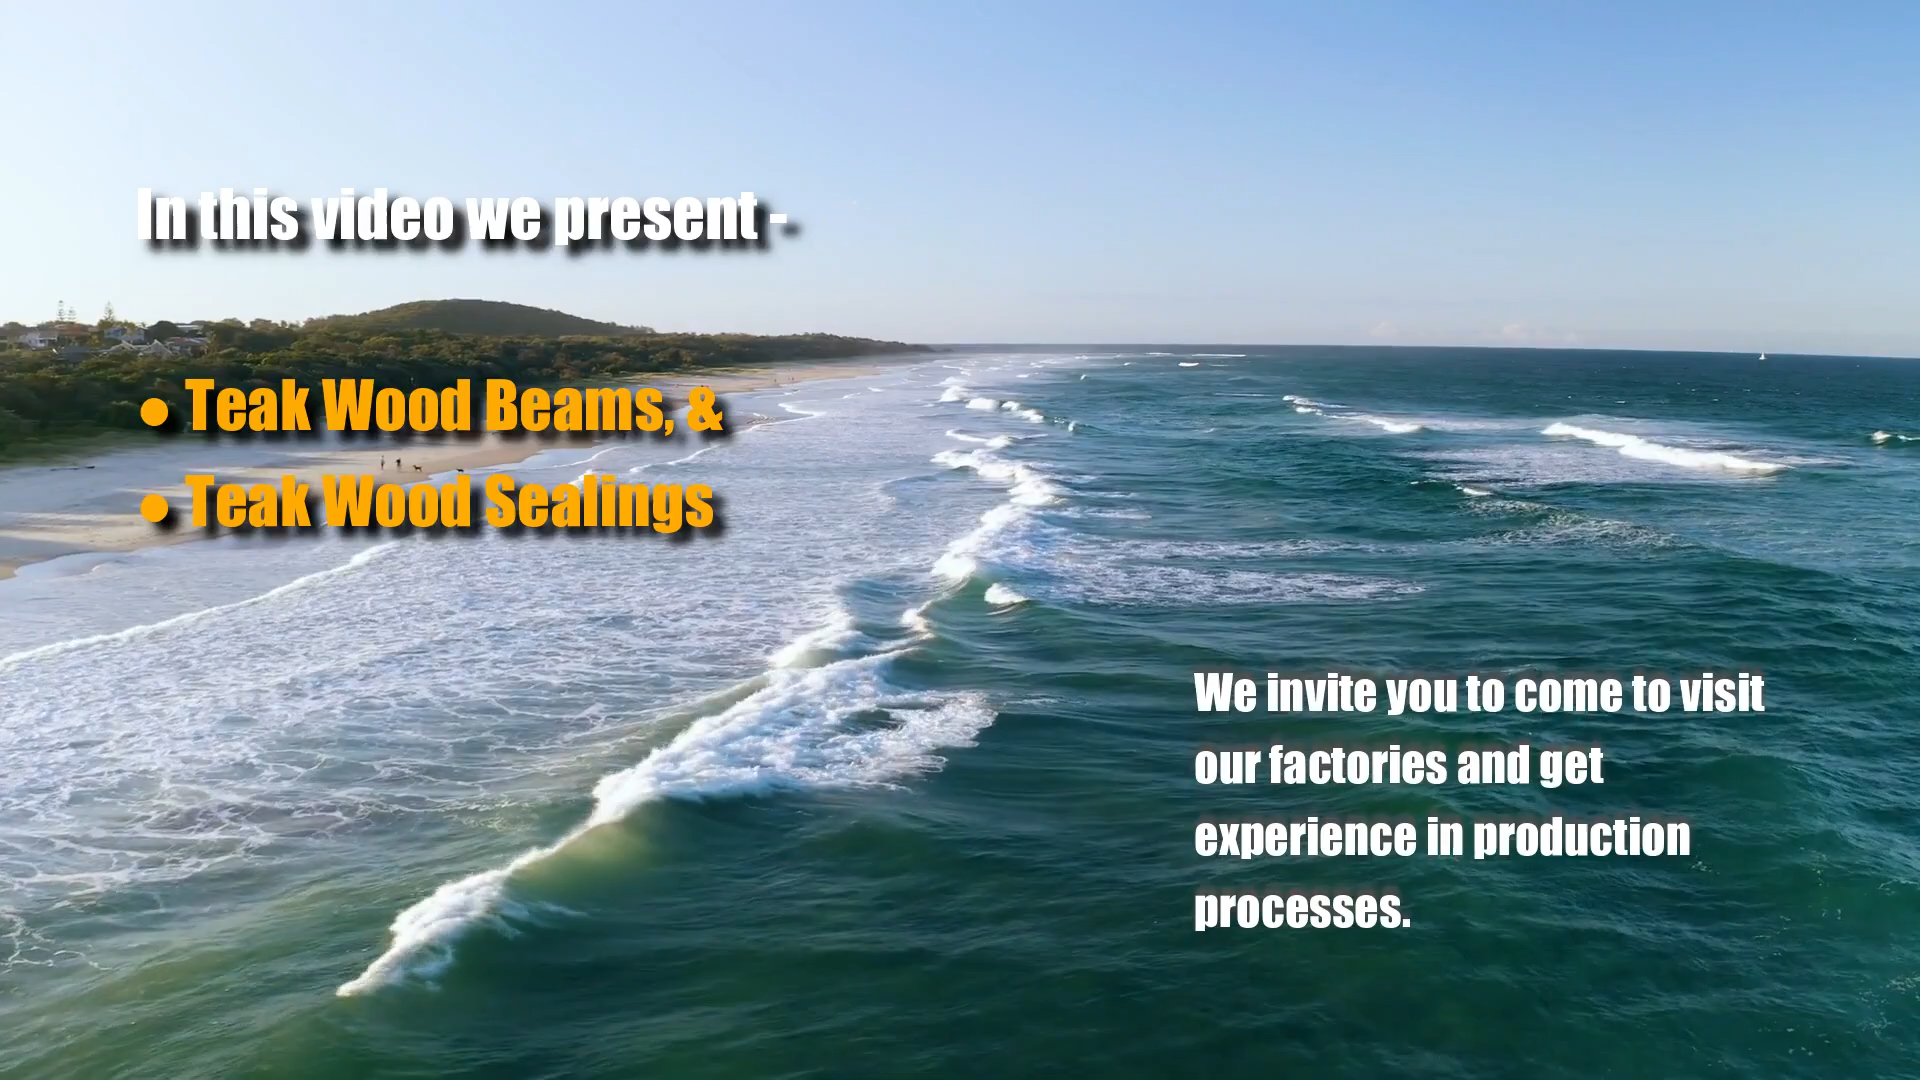 In this video we present -
● Teak Wood Beams, &
● Teak Wood Sealings
We invite you to come to visit
our factories and get
experience in production
processes.